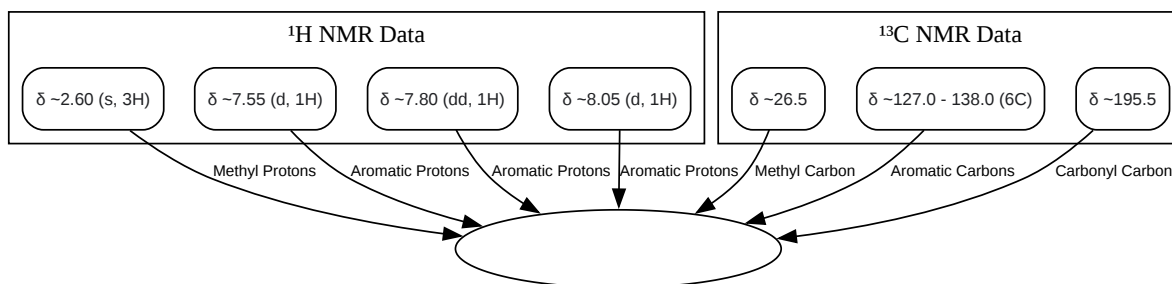 ¹H NMR Data
¹³C NMR Data
δ ~2.60 (s, 3H)
δ ~7.55 (d, 1H)
δ ~7.80 (dd, 1H)
δ ~8.05 (d, 1H)
δ ~26.5
δ ~127.0 - 138.0 (6C)
δ ~195.5
Methyl Protons
Aromatic Protons
Aromatic Protons
Aromatic Protons
Methyl Carbon
Aromatic Carbons
Carbonyl Carbon